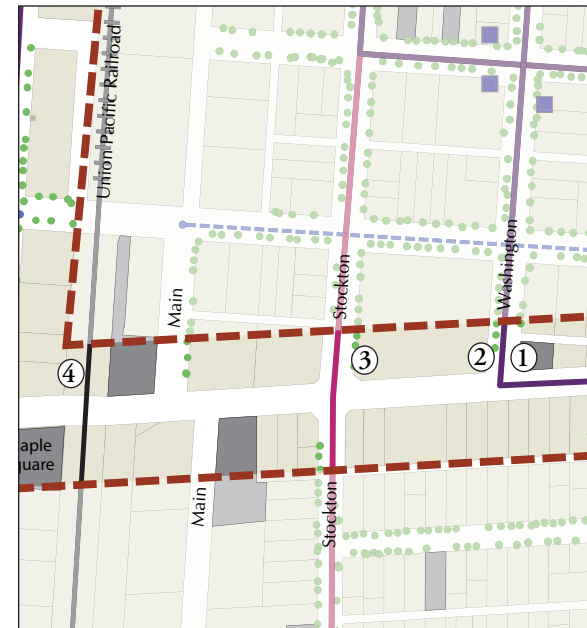 Union Pacific Railroad
Washington
Stockton
Main
3
2
1
4
aple
quare
Main
Stockton